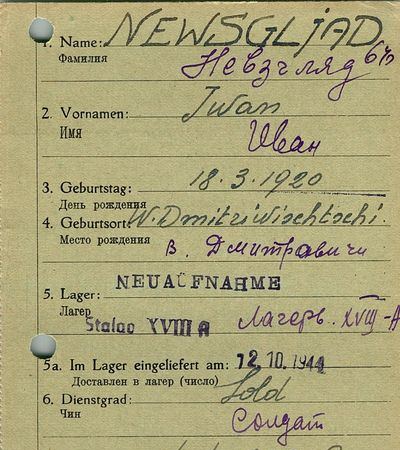 1. Name: NEWSGLJAD
Фамилия Невзгляд
2. Vornamen: Iwan
Имя Иван
3. Geburtstag: 18.3.1920
День рождения
4. Geburtsort: W. Dmitriwischtschi.
Место рождения В. Дмитравичи
NEUAUFNAHME
5. Lager:
Лагерь Stalag XVIII A Лагерь. XVIII-А
5a. Im Lager eingeliefert am: 12.10.1944
Доставлен в лагерь (число)
6. Dienstgrad: Sold
Чин Солдат